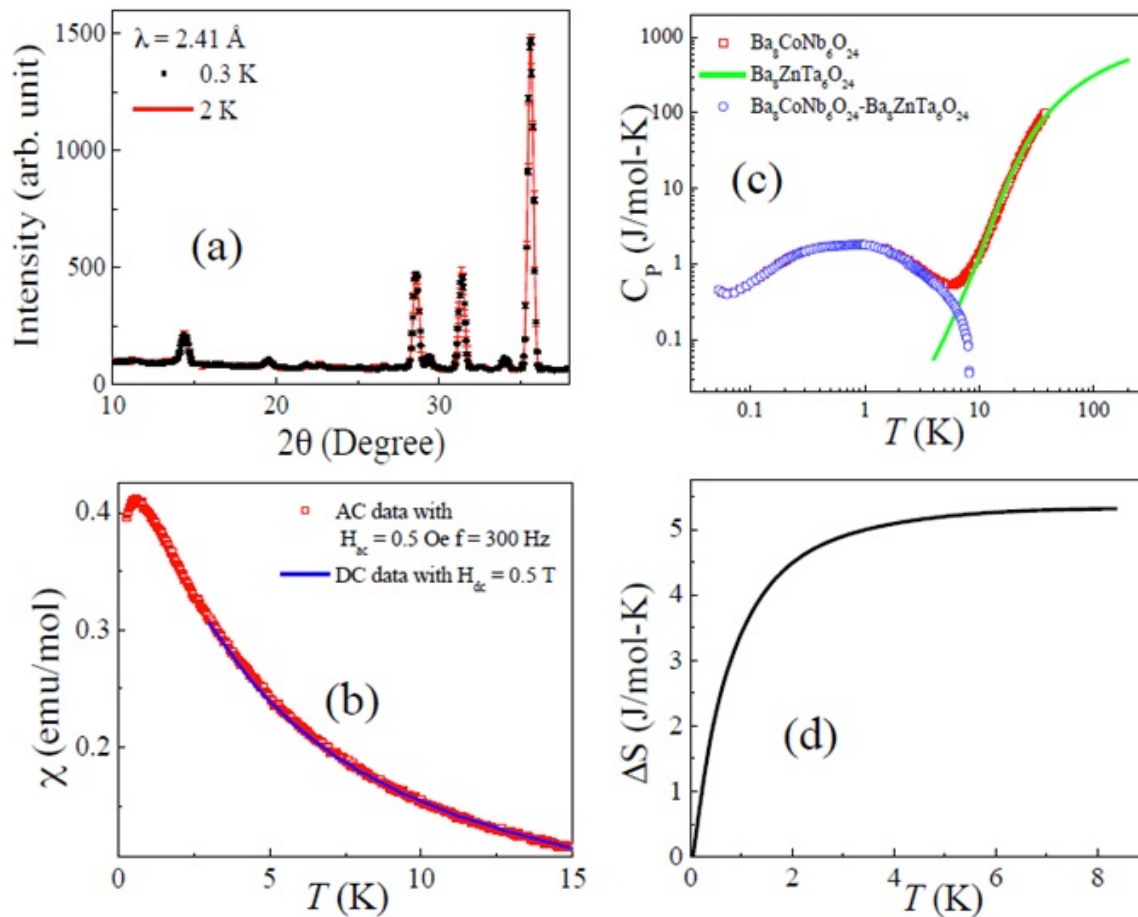 λ = 2.41 Å
0.3 K
2 K
(a)
1500
1000
500
0
10
20
30
Intensity (arb. unit)
2θ (Degree)
Ba₈CoNb₆O₂₄
Ba₈ZnTa₆O₂₄
Ba₈CoNb₆O₂₄-Ba₈ZnTa₆O₂₄
(c)
1000
100
10
1
0.1
0.1
1
10
100
C_P (J/mol-K)
T (K)
AC data with
H_ac = 0.5 Oe f = 300 Hz
DC data with H_dc = 0.5 T
(b)
0.4
0.3
0.2
0
5
10
15
χ (emu/mol)
T (K)
(d)
5
4
3
2
1
0
0
2
4
6
8
ΔS (J/mol-K)
T (K)